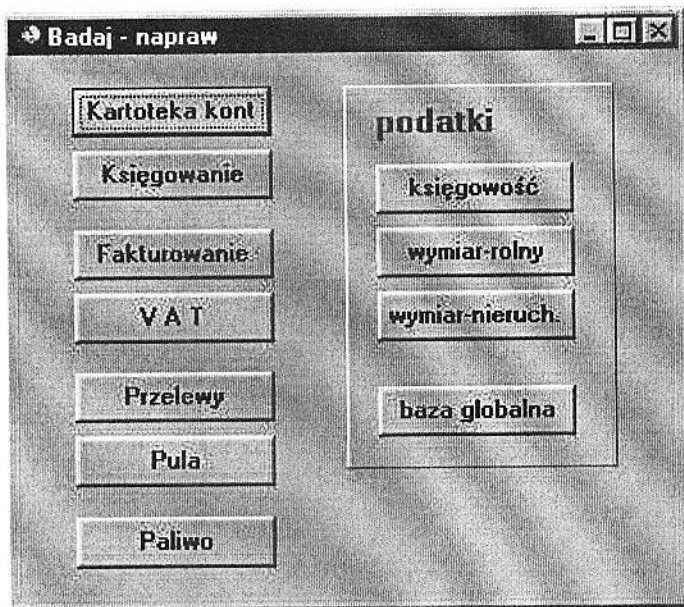 Badaj - napraw
Kartoteka kont
Księgowanie
Fakturowanie
V A T
Przelewy
Pula
Paliwo
podatki
księgowość
wymiar-rolny
wymiar-nieruch.
baza globalna